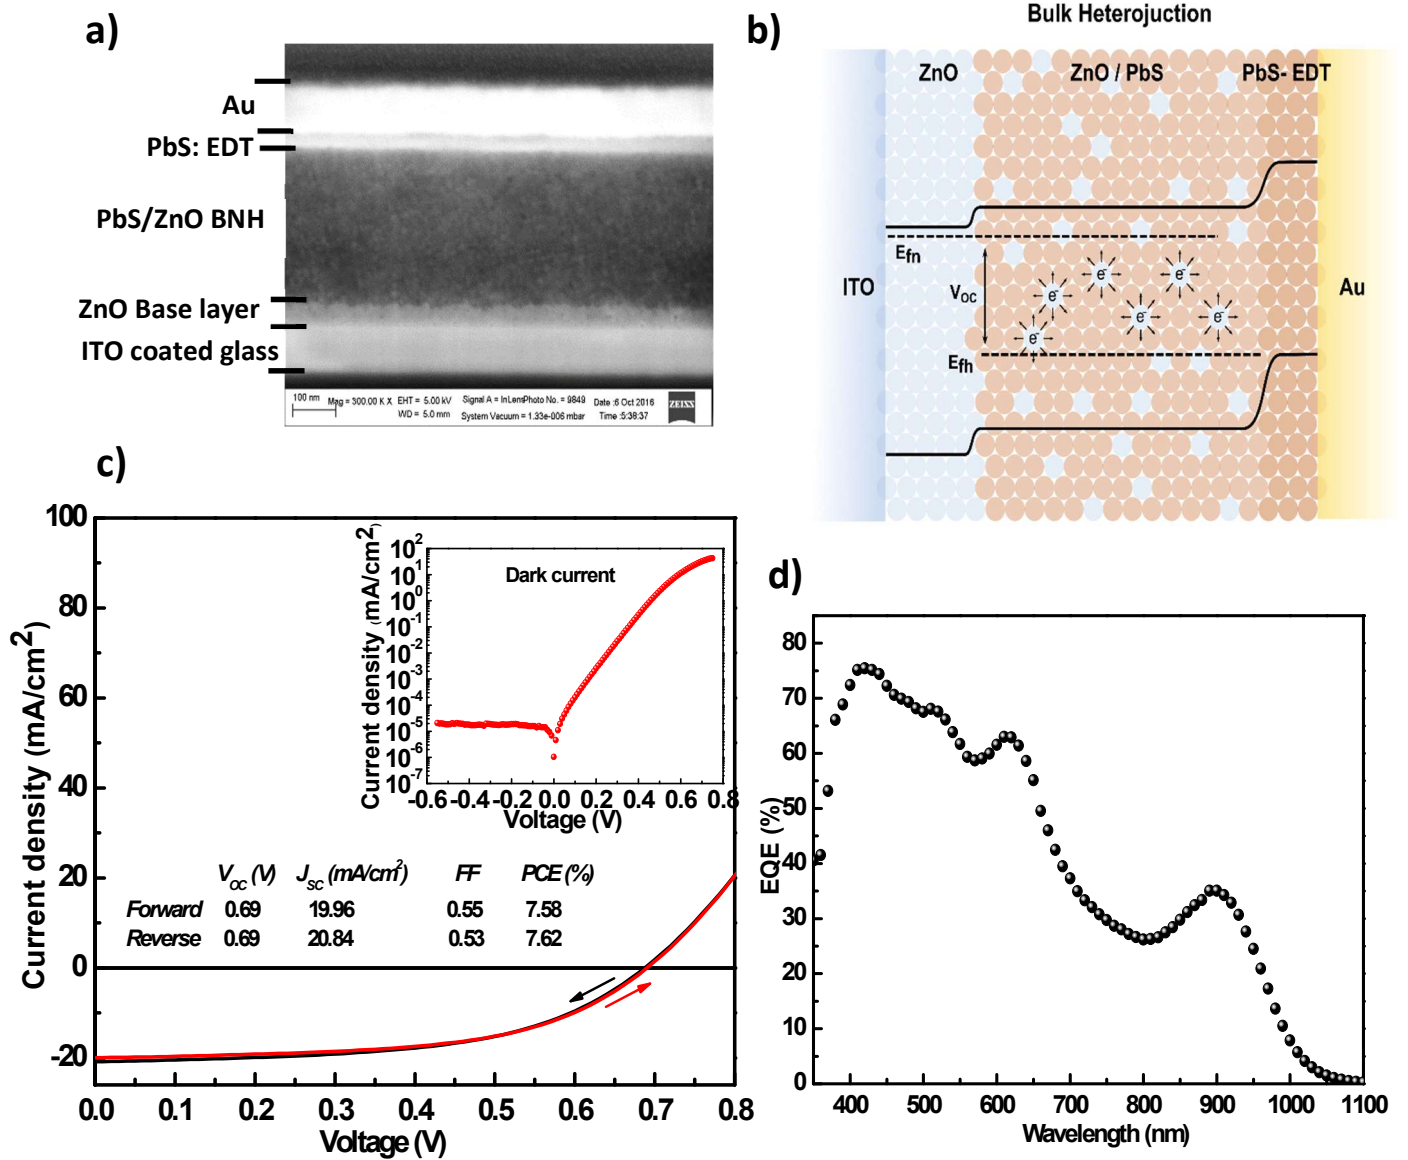 a)
Au
PbS: EDT
PbS/ZnO BNH
ZnO Base layer
ITO coated glass
100 nm
Mag = 300.00 K X
EHT = 5.00 kV
WD = 5.0 mm
Signal A = InLens
Photo No. = 9849
System Vacuum = 1.33e-006 mbar
Date :6 Oct 2016
Time :5:38:37
ZEISS
b)
Bulk Heterojuction
ZnO
ZnO / PbS
PbS- EDT
Efn
ITO
Voc
Au
e-
e-
e-
e-
e-
e-
Efh
c)
Current density (mA/cm2)
100
80
60
40
20
0
-20
0.0 0.1 0.2 0.3 0.4 0.5 0.6 0.7 0.8
Voltage (V)
Dark current
Current density (mA/cm2)
10^2
10^1
10^0
10^-1
10^-2
10^-3
10^-4
10^-5
10^-6
10^-7
-0.6 -0.4 -0.2 0.0 0.2 0.4 0.6 0.8
Voltage (V)
VOC (V) JSC (mA/cm2) FF PCE (%)
Forward 0.69 19.96 0.55 7.58
Reverse 0.69 20.84 0.53 7.62
d)
EQE (%)
80
70
60
50
40
30
20
10
0
400 500 600 700 800 900 1000 1100
Wavelength (nm)